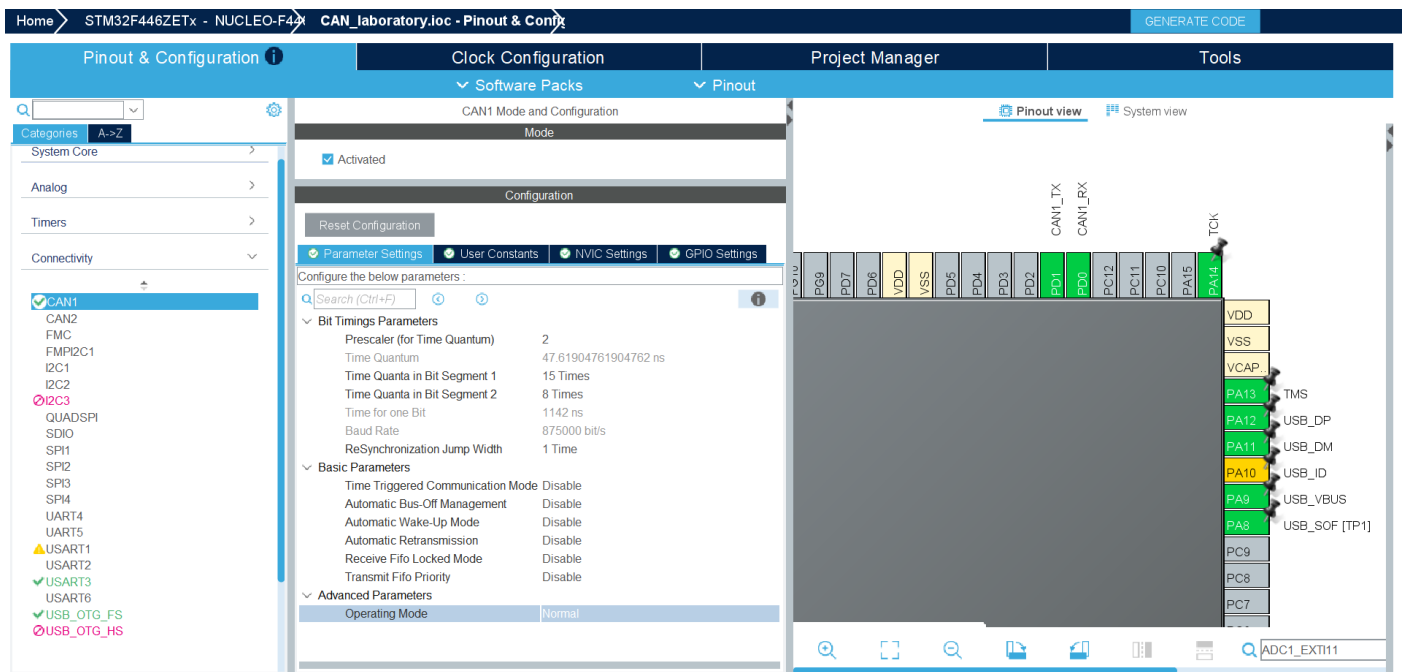 Home STM32F446ZETx - NUCLEO-F44 CAN_laboratory.ioc - Pinout & Confi GENERATE CODE
Pinout & Configuration Clock Configuration Project Manager Tools
Software Packs Pinout
Categories A->Z
System Core
Analog
Timers
Connectivity
CAN1
CAN2
FMC
FMPI2C1
I2C1
I2C2
I2C3
QUADSPI
SDIO
SPI1
SPI2
SPI3
SPI4
UART4
UART5
USART1
USART2
USART3
USART6
USB_OTG_FS
USB_OTG_HS
CAN1 Mode and Configuration
Mode
Activated
Configuration
Reset Configuration
Parameter Settings User Constants NVIC Settings GPIO Settings
Configure the below parameters :
Search (Ctrl+F)
Bit Timings Parameters
Prescaler (for Time Quantum) 2
Time Quantum 47.61904761904762 ns
Time Quanta in Bit Segment 1 15 Times
Time Quanta in Bit Segment 2 8 Times
Time for one Bit 1142 ns
Baud Rate 875000 bit/s
ReSynchronization Jump Width 1 Time
Basic Parameters
Time Triggered Communication Mode Disable
Automatic Bus-Off Management Disable
Automatic Wake-Up Mode Disable
Automatic Retransmission Disable
Receive Fifo Locked Mode Disable
Transmit Fifo Priority Disable
Advanced Parameters
Operating Mode Normal
Pinout view System view
CAN1_TX CAN1_RX TCK
PG9 PD7 PD6 VDD VSS PD5 PD4 PD3 PD2 PD1 PD0 PC12 PC11 PC10 PA15 PA14
VDD
VSS
VCAP..
PA13 TMS
PA12 USB_DP
PA11 USB_DM
PA10 USB_ID
PA9 USB_VBUS
PA8 USB_SOF [TP1]
PC9
PC8
PC7
ADC1_EXTI11